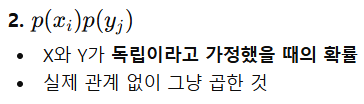 2. p(x_i)p(y_j)
• X와 Y가 독립이라고 가정했을 때의 확률
• 실제 관계 없이 그냥 곱한 것